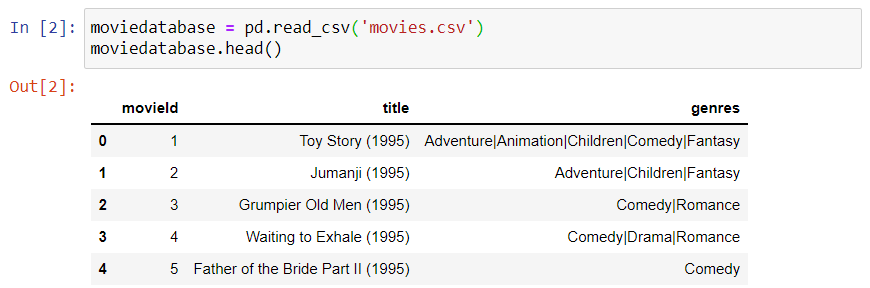 In [2]: moviedatabase = pd.read_csv('movies.csv')
moviedatabase.head()
Out[2]:
movieId title genres
0 1 Toy Story (1995) Adventure|Animation|Children|Comedy|Fantasy
1 2 Jumanji (1995) Adventure|Children|Fantasy
2 3 Grumpier Old Men (1995) Comedy|Romance
3 4 Waiting to Exhale (1995) Comedy|Drama|Romance
4 5 Father of the Bride Part II (1995) Comedy